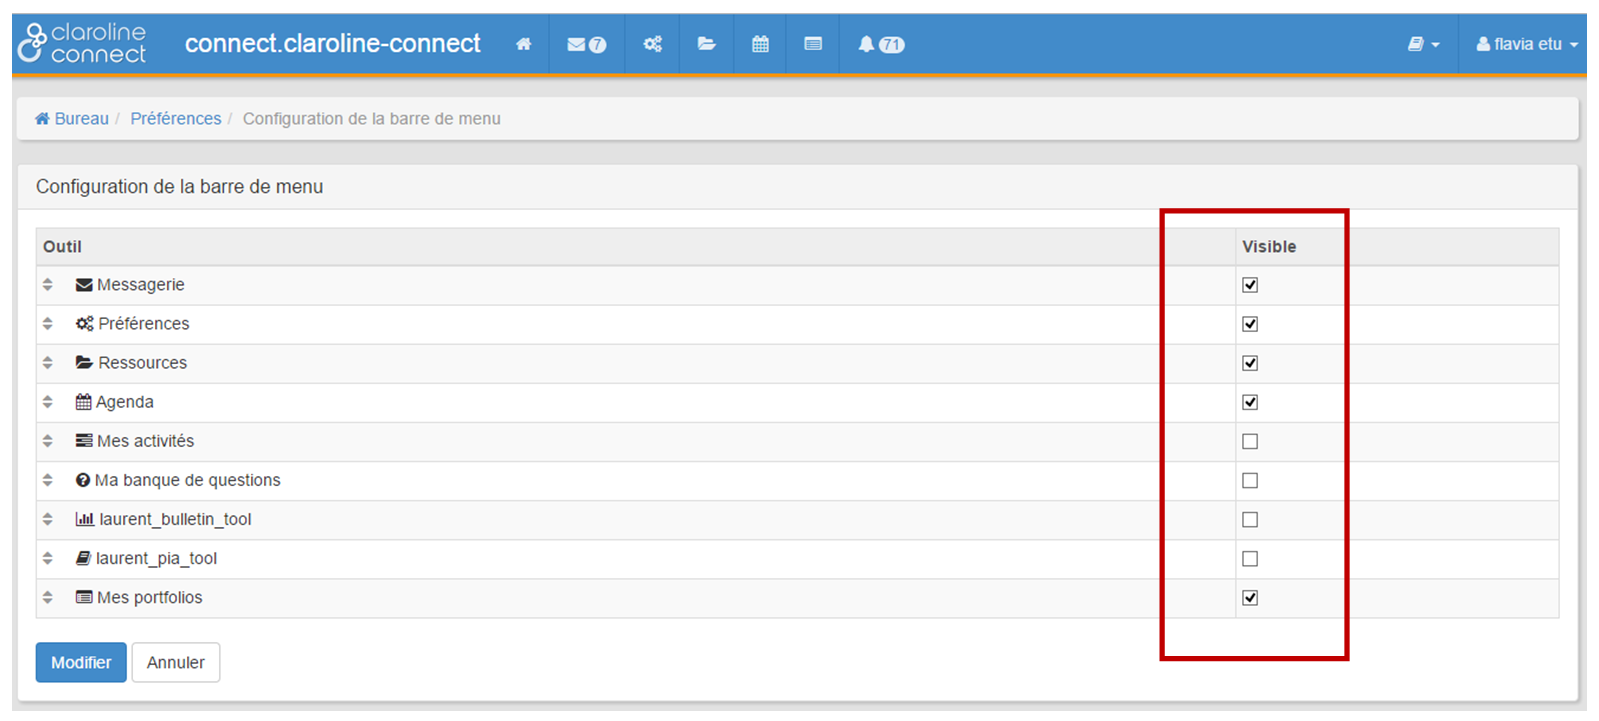 claroline
connect
connect.claroline-connect
7
71
flavia etu
Bureau / Préférences / Configuration de la barre de menu
Configuration de la barre de menu
Outil Visible
Messagerie
Préférences
Ressources
Agenda
Mes activités
Ma banque de questions
laurent_bulletin_tool
laurent_pia_tool
Mes portfolios
Modifier Annuler